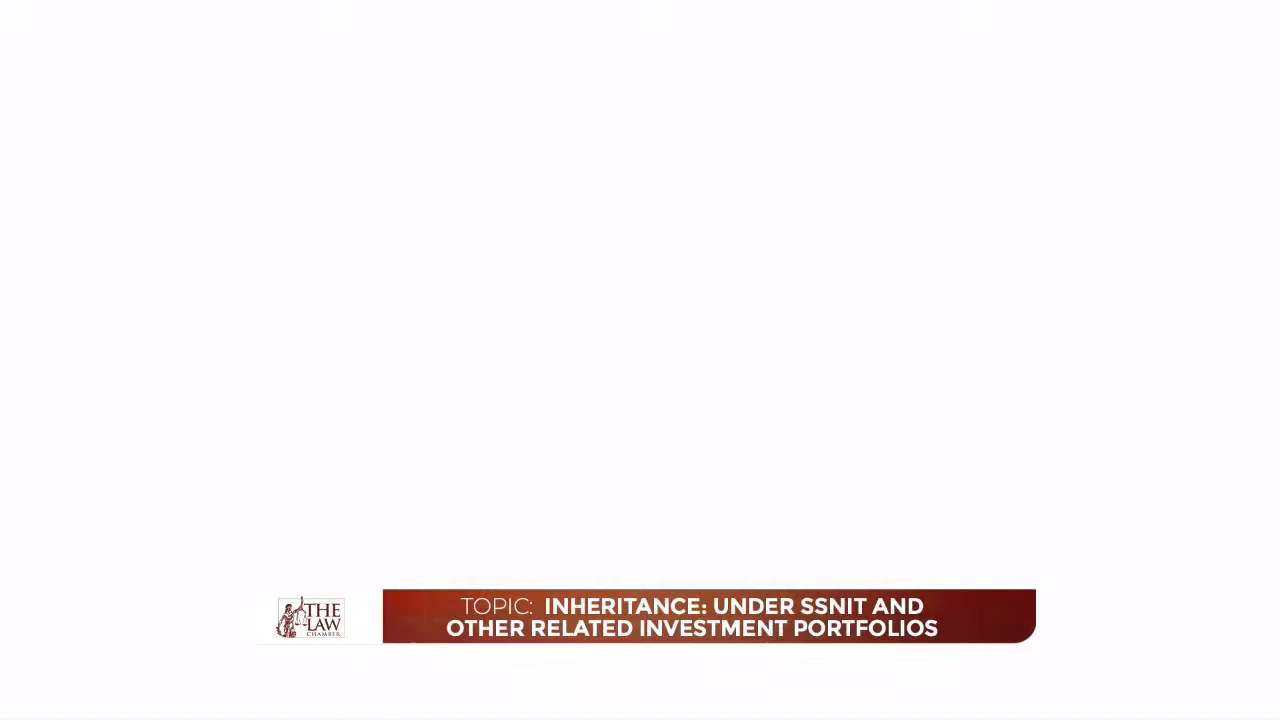 THE
LAW
CHAMBER
TOPIC: INHERITANCE: UNDER SSNIT AND
OTHER RELATED INVESTMENT PORTFOLIOS